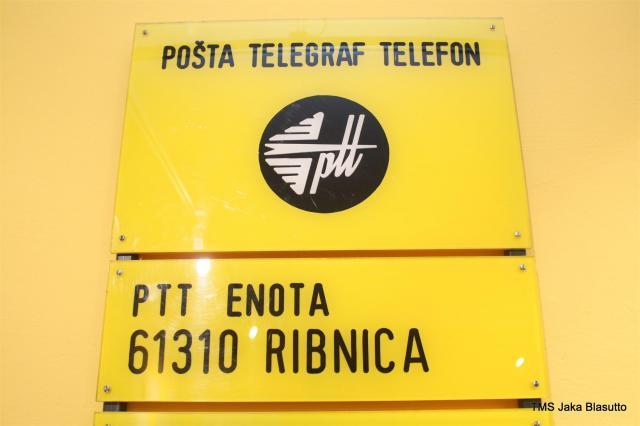 POŠTA TELEGRAF TELEFON
ptt
PTT ENOTA
61310 RIBNICA
TMS Jaka Blasutto